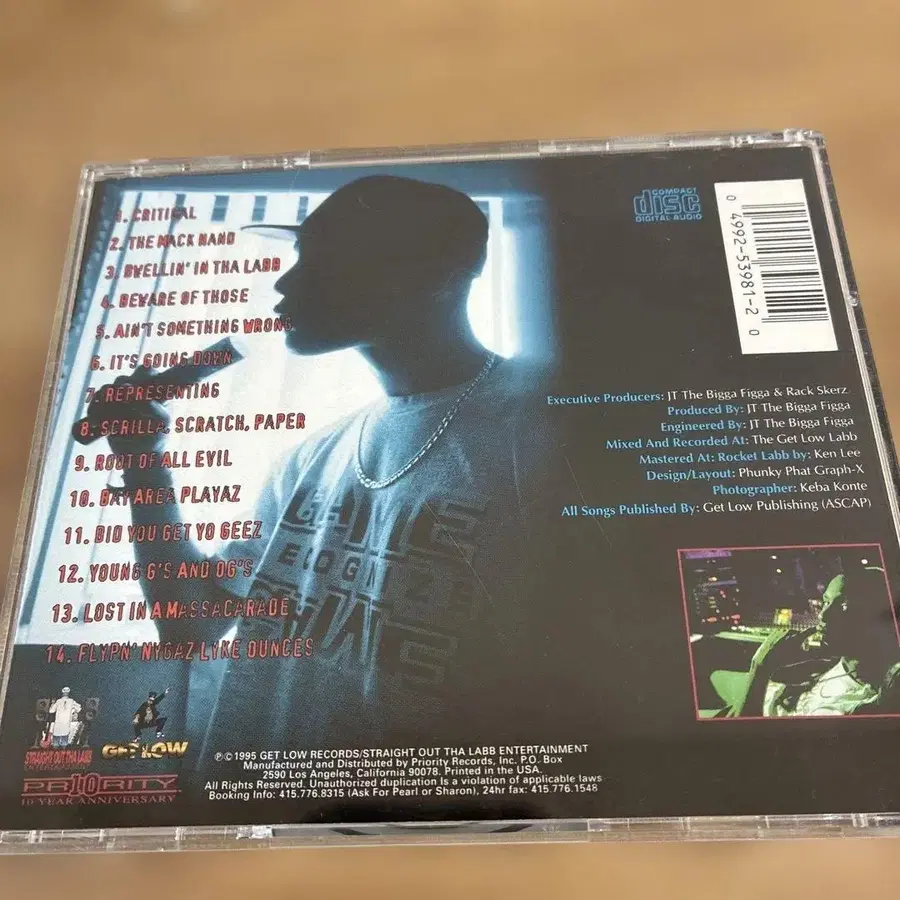 1. CRITICAL
2. THE MACK HAND
3. DWELLIN' IN THA LABB
4. BEWARE OF THOSE
5. AIN'T SOMETHING WRONG
6. IT'S GOING DOWN
7. REPRESENTING
8. SCRILLA, SCRATCH, PAPER
9. ROOT OF ALL EVIL
10. BAY AREA PLAYAZ
11. DID YOU GET YO GEEZ
12. YOUNG G'S AND OG'S
13. LOST IN A MASSACARADE
14. FLYPN' NYGAZ LYKE OUNCES
COMPACT
disc
DIGITAL AUDIO
0 4992-53981-2 0
Executive Producers: JT The Bigga Figga & Rack Skerz
Produced By: JT The Bigga Figga
Engineered By: JT The Bigga Figga
Mixed And Recorded At: The Get Low Labb
Mastered At: Rocket Labb by: Ken Lee
Design/Layout: Phunky Phat Graph-X
Photographer: Keba Konte
All Songs Published By: Get Low Publishing (ASCAP)
STRAIGHT OUT THA LABB
ENTERTAINMENT
GET LOW
PR10RITY
10 YEAR ANNIVERSARY
℗©1995 GET LOW RECORDS/STRAIGHT OUT THA LABB ENTERTAINMENT
Manufactured and Distributed by Priority Records, Inc. P.O. Box
2590 Los Angeles, California 90078. Printed in the USA.
All Rights Reserved. Unauthorized duplication Is a violation of applicable laws
Booking Info: 415.776.8315 (Ask For Pearl or Sharon), 24hr fax: 415.776.1548